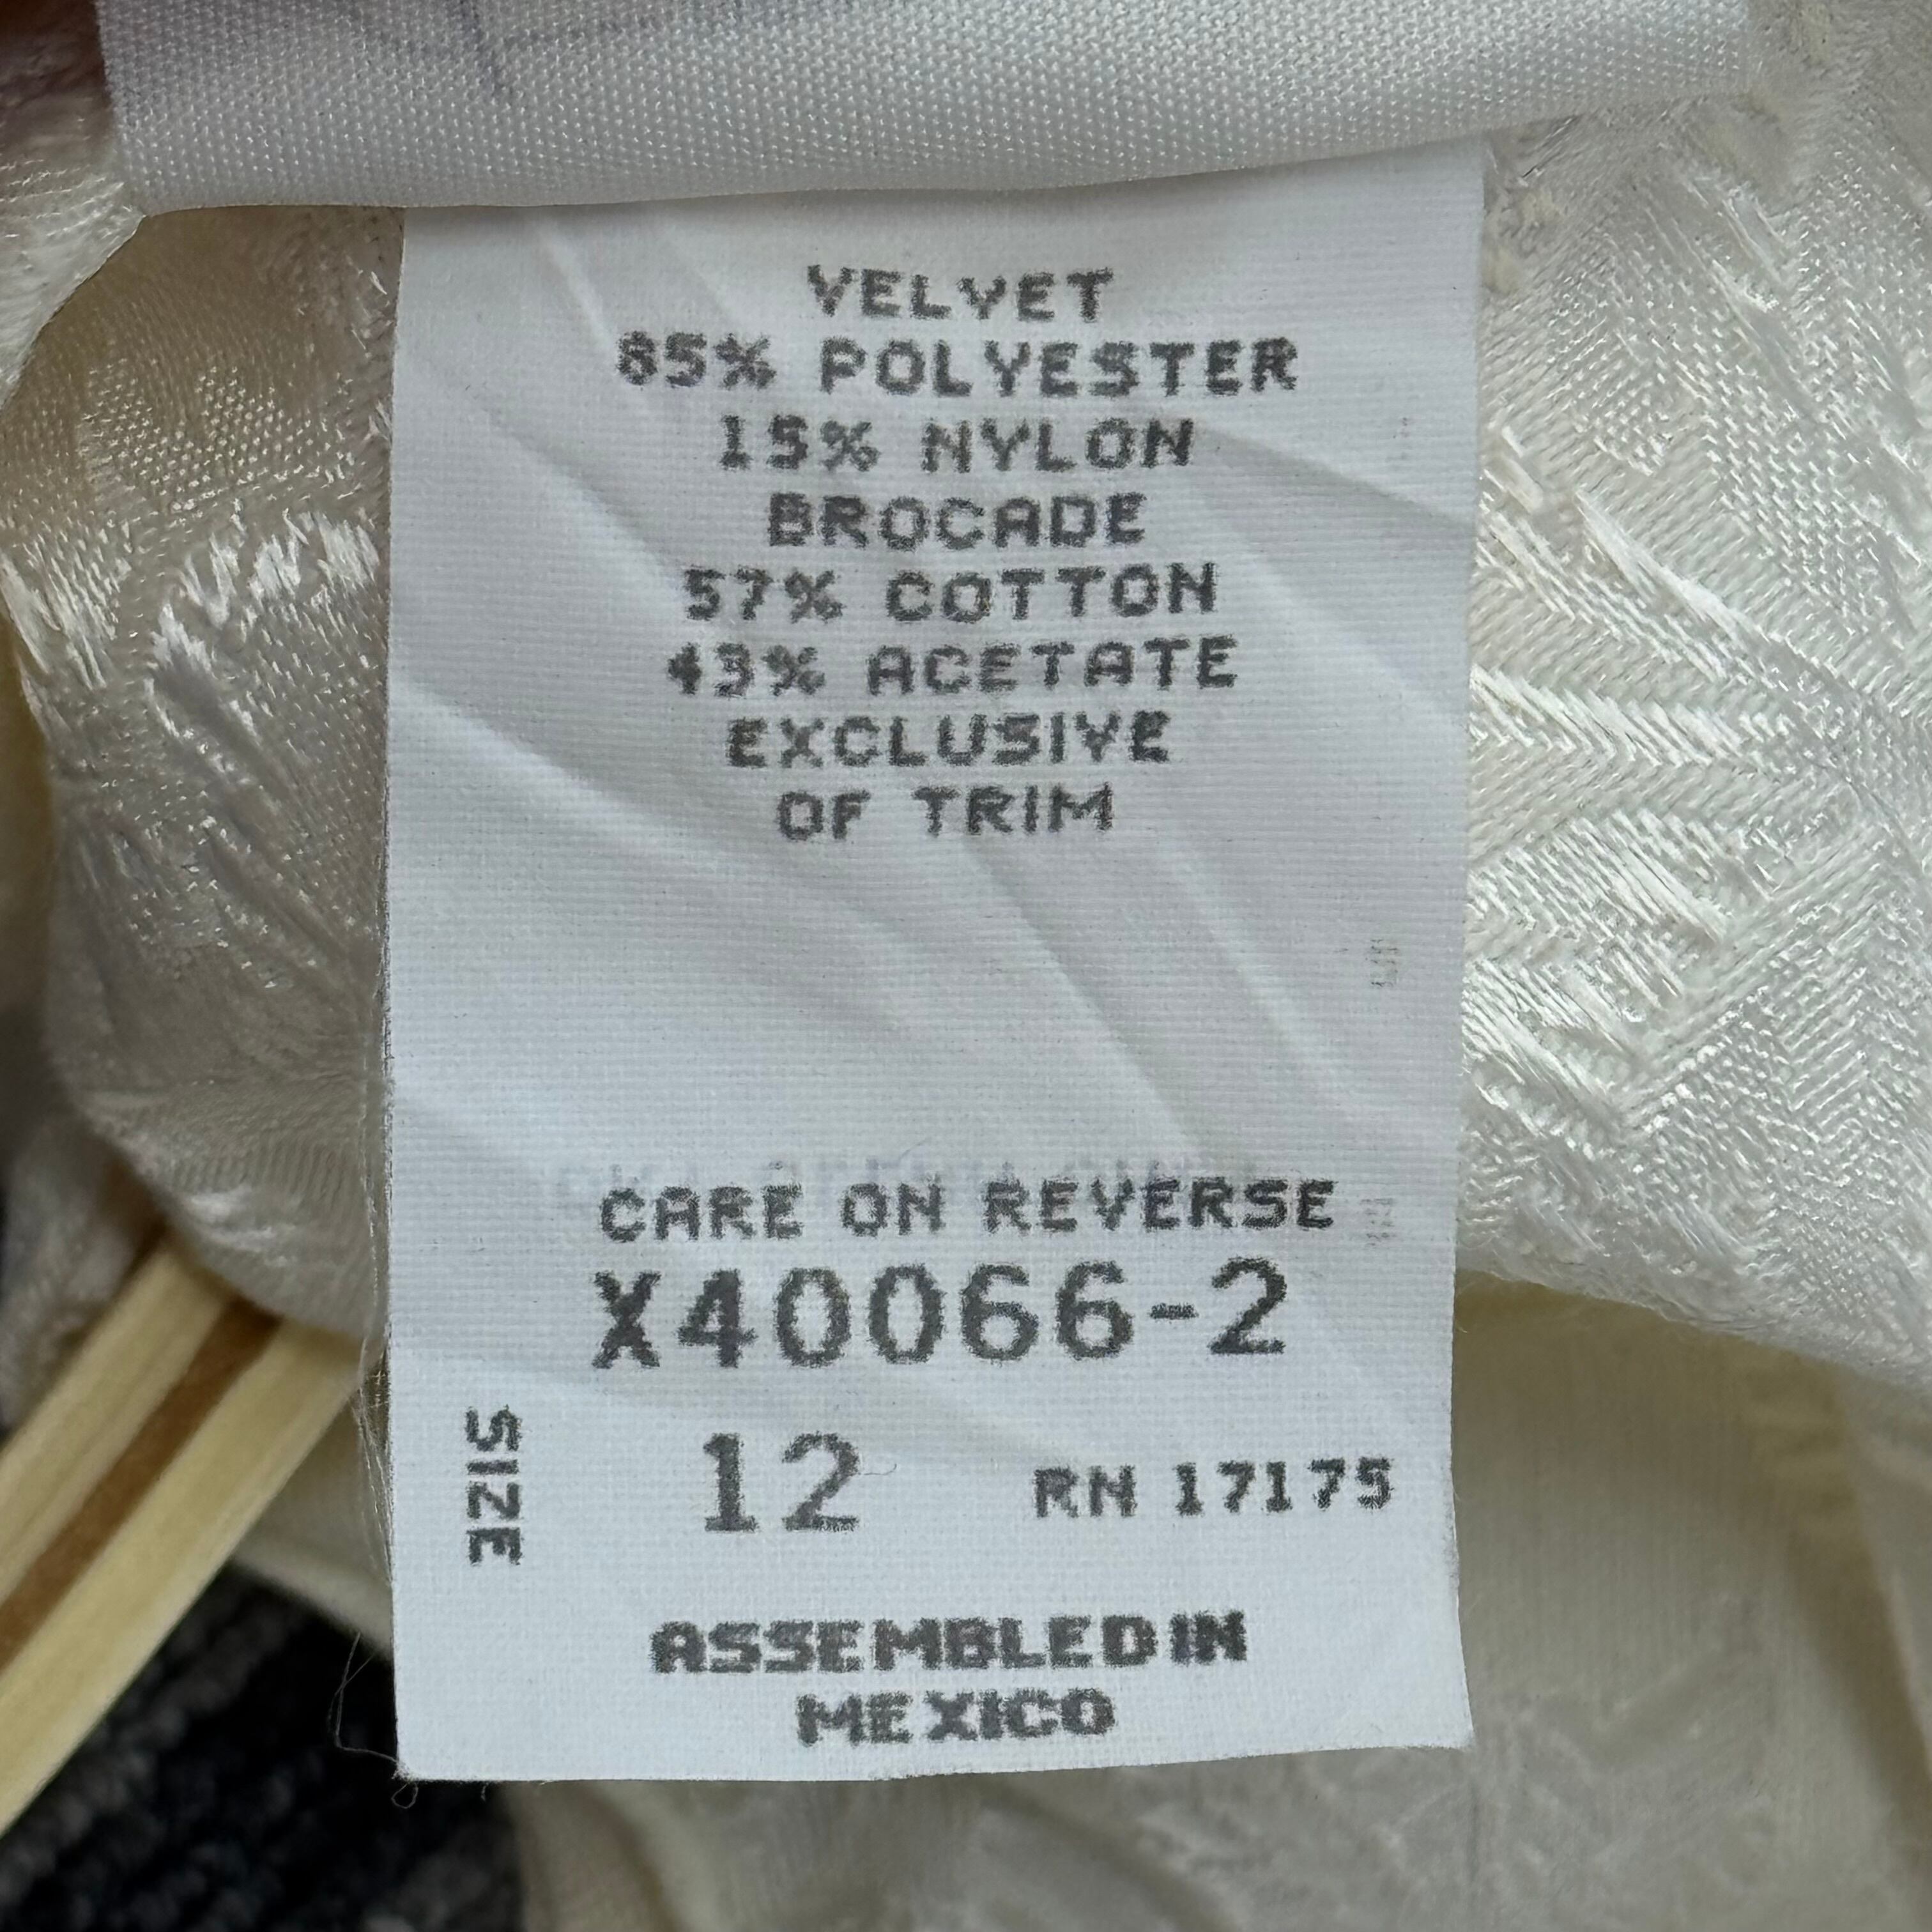 VELVET
85% POLYESTER
15% NYLON
BROCADE
57% COTTON
43% ACETATE
EXCLUSIVE
OF TRIM
CARE ON REVERSE
X40066-2
SIZE
12 RN 17175
ASSEMBLED IN
MEXICO